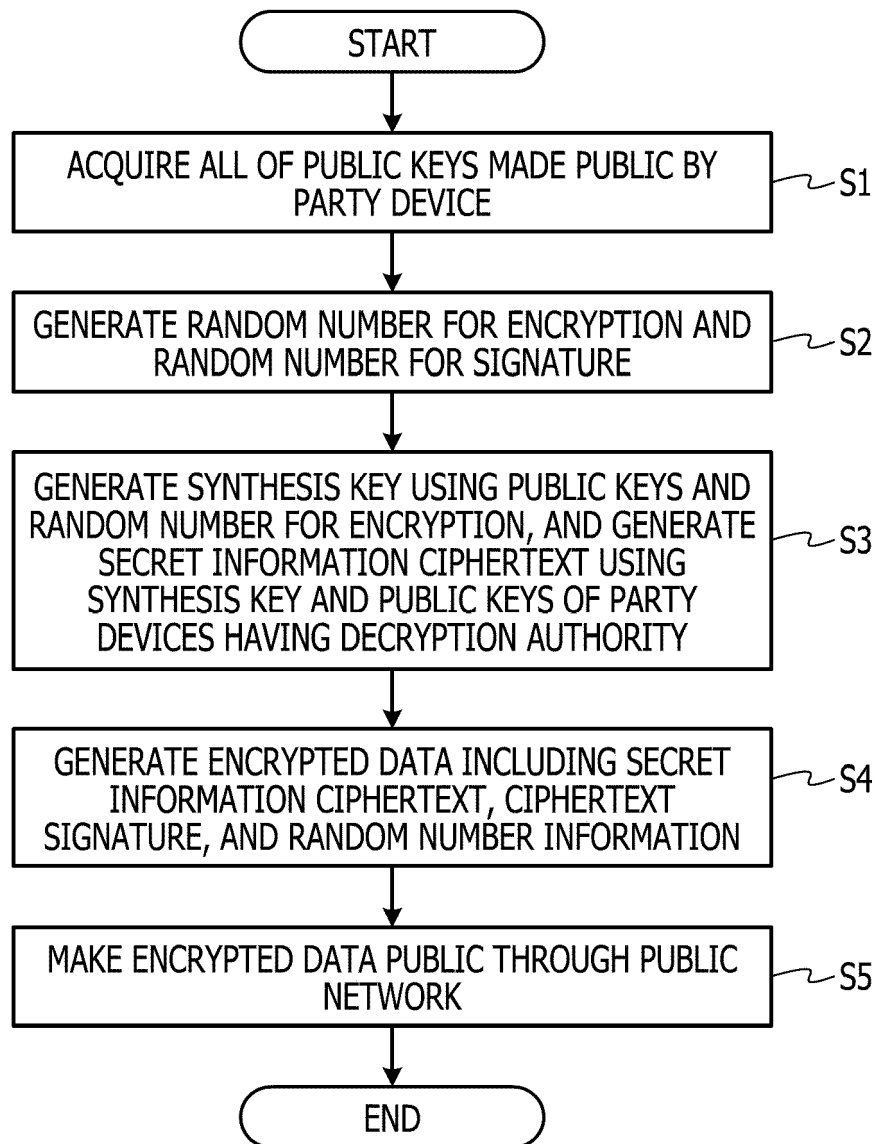 START
ACQUIRE ALL OF PUBLIC KEYS MADE PUBLIC BY
PARTY DEVICE
S1
GENERATE RANDOM NUMBER FOR ENCRYPTION AND
RANDOM NUMBER FOR SIGNATURE
S2
GENERATE SYNTHESIS KEY USING PUBLIC KEYS AND
RANDOM NUMBER FOR ENCRYPTION, AND GENERATE
SECRET INFORMATION CIPHERTEXT USING
SYNTHESIS KEY AND PUBLIC KEYS OF PARTY
DEVICES HAVING DECRYPTION AUTHORITY
S3
GENERATE ENCRYPTED DATA INCLUDING SECRET
INFORMATION CIPHERTEXT, CIPHERTEXT
SIGNATURE, AND RANDOM NUMBER INFORMATION
S4
MAKE ENCRYPTED DATA PUBLIC THROUGH PUBLIC
NETWORK
S5
END